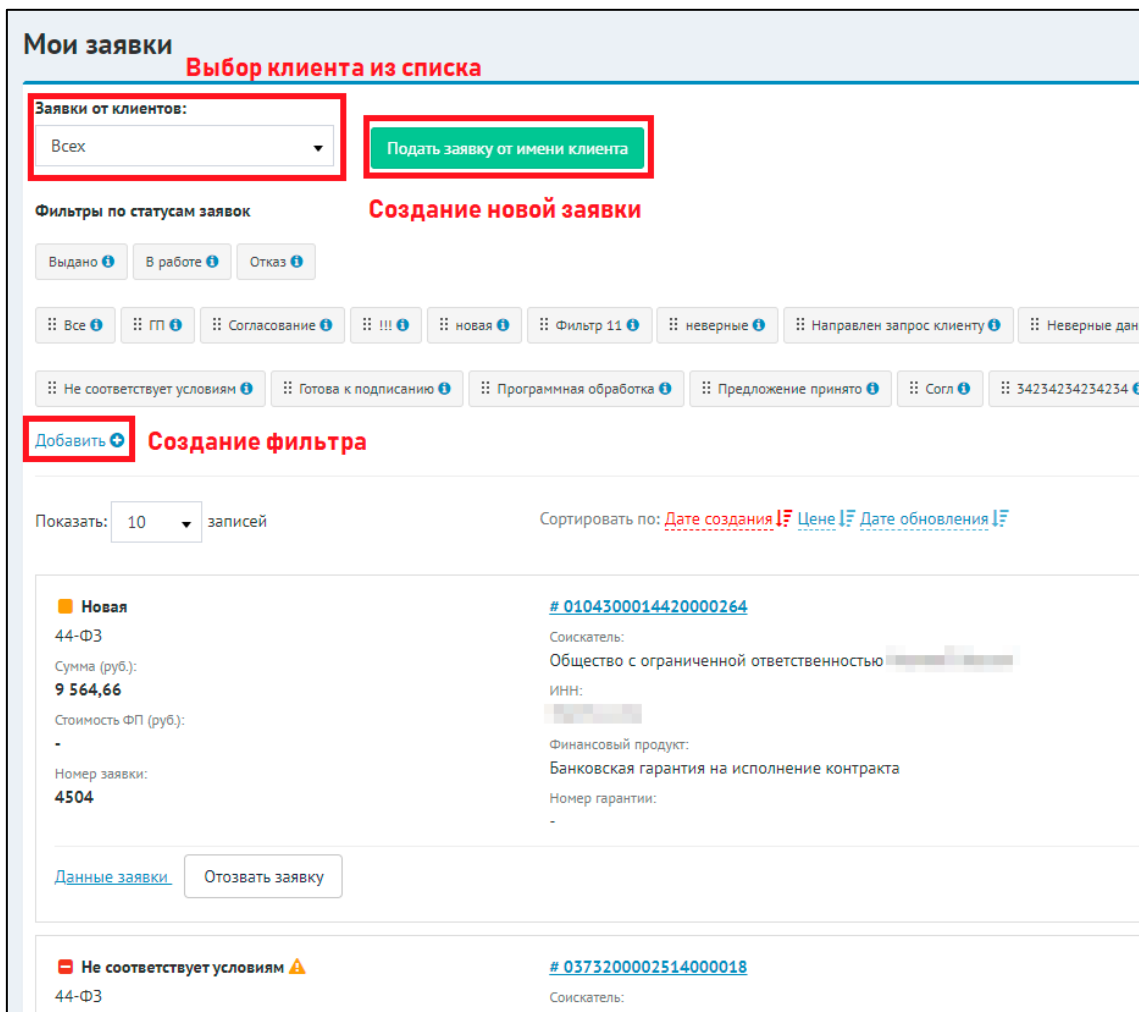 Мои заявки
Выбор клиента из списка
Заявки от клиентов:
Всех
Подать заявку от имени клиента
Создание новой заявки
Фильтры по статусам заявок
Выдано В работе Отказ
Все ГП Согласование !!! новая Фильтр 11 неверные Направлен запрос клиенту Неверные дан
Не соответствует условиям Готова к подписанию Программная обработка Предложение принято Согл 34234234234234
Добавить Создание фильтра
Показать: 10 записей Сортировать по: Дате создания Цене Дате обновления
Новая # 0104300014420000264
44-ФЗ Соискатель:
Сумма (руб.): Общество с ограниченной ответственностью
9 564,66 ИНН:
Стоимость ФП (руб.):
- Финансовый продукт:
Номер заявки: Банковская гарантия на исполнение контракта
4504 Номер гарантии:
-
Данные заявки Отозвать заявку
Не соответствует условиям # 0373200002514000018
44-ФЗ Соискатель: